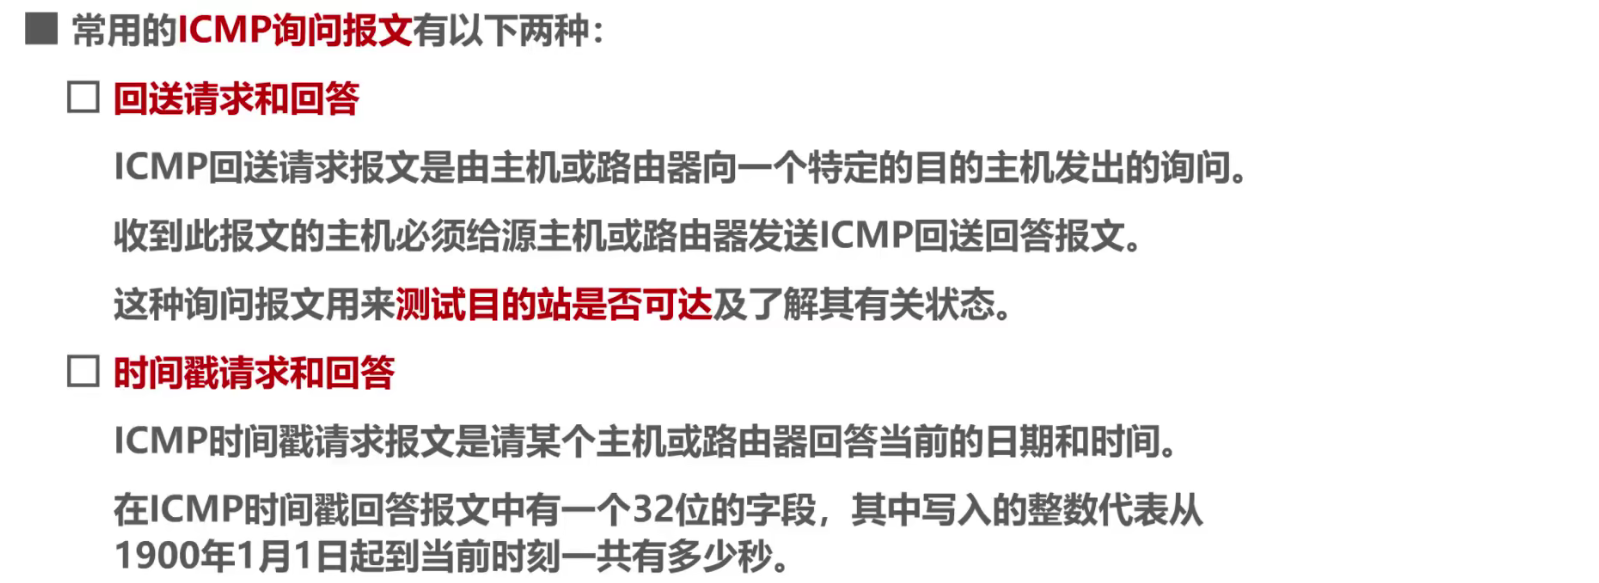 常用的ICMP询问报文有以下两种：
回送请求和回答
ICMP回送请求报文是由主机或路由器向一个特定的目的主机发出的询问。
收到此报文的主机必须给源主机或路由器发送ICMP回送回答报文。
这种询问报文用来测试目的站是否可达及了解其有关状态。
时间戳请求和回答
ICMP时间戳请求报文是请某个主机或路由器回答当前的日期和时间。
在ICMP时间戳回答报文中有一个32位的字段，其中写入的整数代表从
1900年1月1日起到当前时刻一共有多少秒。